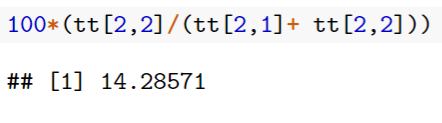 100*(tt[2,2]/(tt[2,1]+ tt[2,2]))
## [1] 14.28571